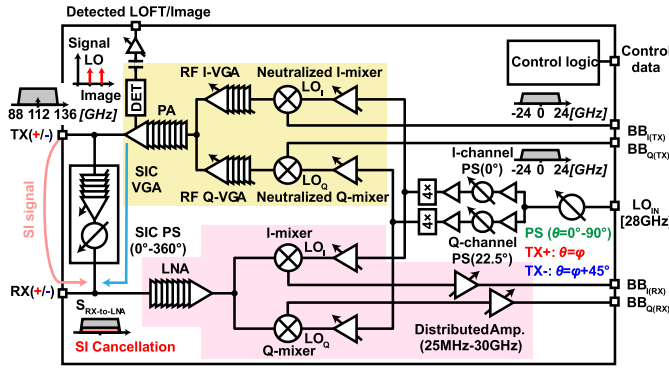 Detected LOFT/Image
Signal
LO
Image
88 112 136 [GHz]
TX(+/-)
DET
PA
RF I-VGA
Neutralized I-mixer
LOI
RF Q-VGA
LOQ
Neutralized Q-mixer
Control logic
Control
data
-24 0 24[GHz]
BBI(TX)
BBQ(TX)
-24 0 24[GHz]
I-channel
PS(0°)
4×
4×
Q-channel
PS(22.5°)
LOIN
[28GHz]
PS (θ=0°-90°)
TX+: θ=φ
TX-: θ=φ+45°
SI signal
SIC
VGA
SIC PS
(0°-360°)
RX(+/-)
SRX-to-LNA
SI Cancellation
LNA
I-mixer
LOI
LOQ
Q-mixer
BBI(RX)
BBQ(RX)
Distributed Amp.
(25MHz-30GHz)